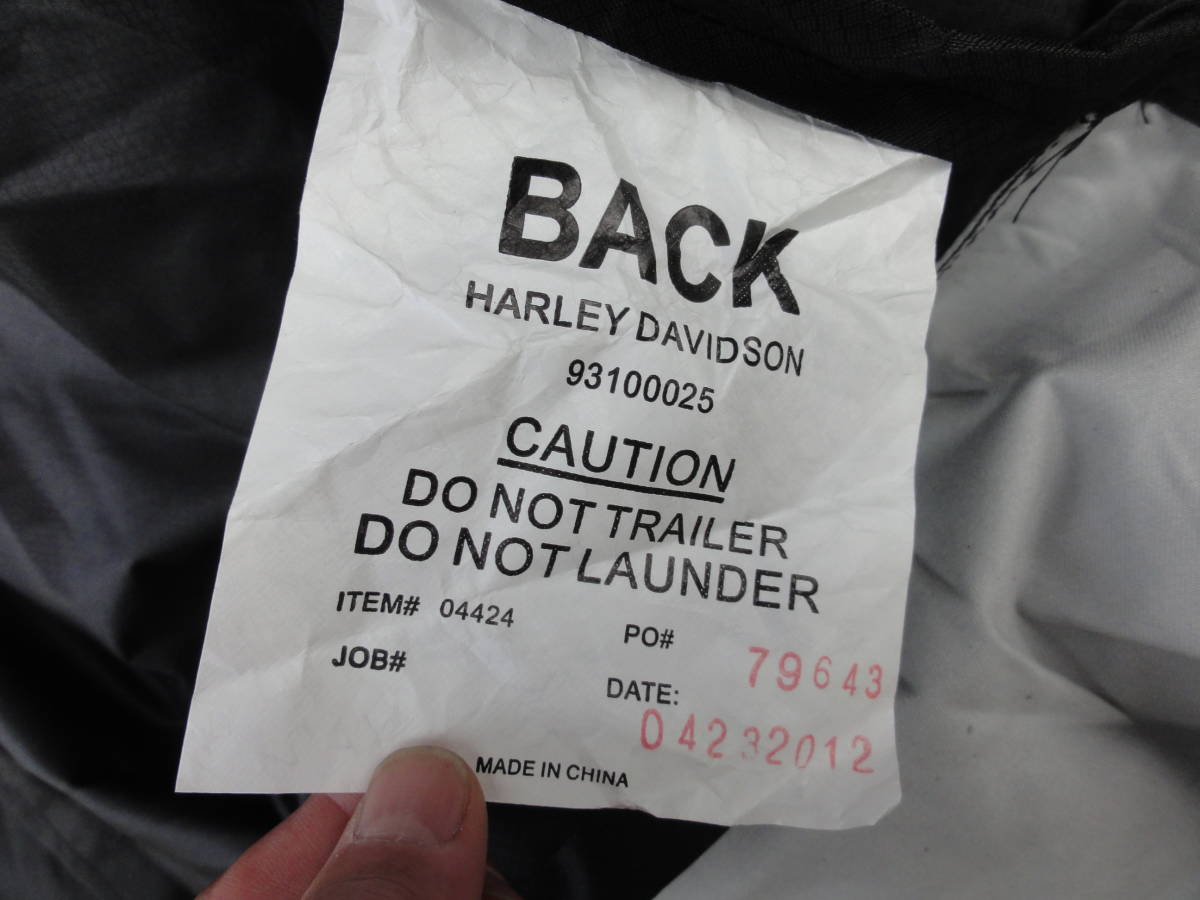 BACK
HARLEY DAVIDSON
93100025
CAUTION
DO NOT TRAILER
DO NOT LAUNDER
ITEM# 04424
PO# 79643
JOB#
DATE: 04232012
MADE IN CHINA